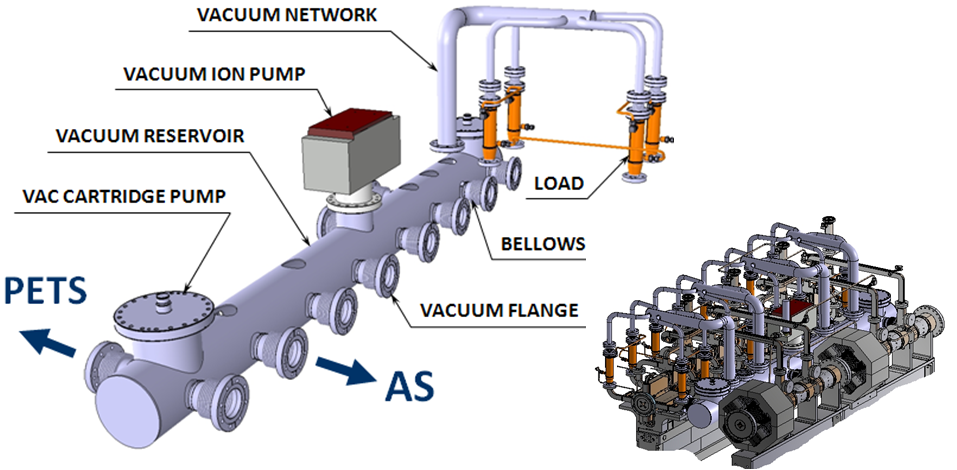 VACUUM NETWORK
VACUUM ION PUMP
VACUUM RESERVOIR
VAC CARTRIDGE PUMP
LOAD
BELLOWS
VACUUM FLANGE
PETS
AS